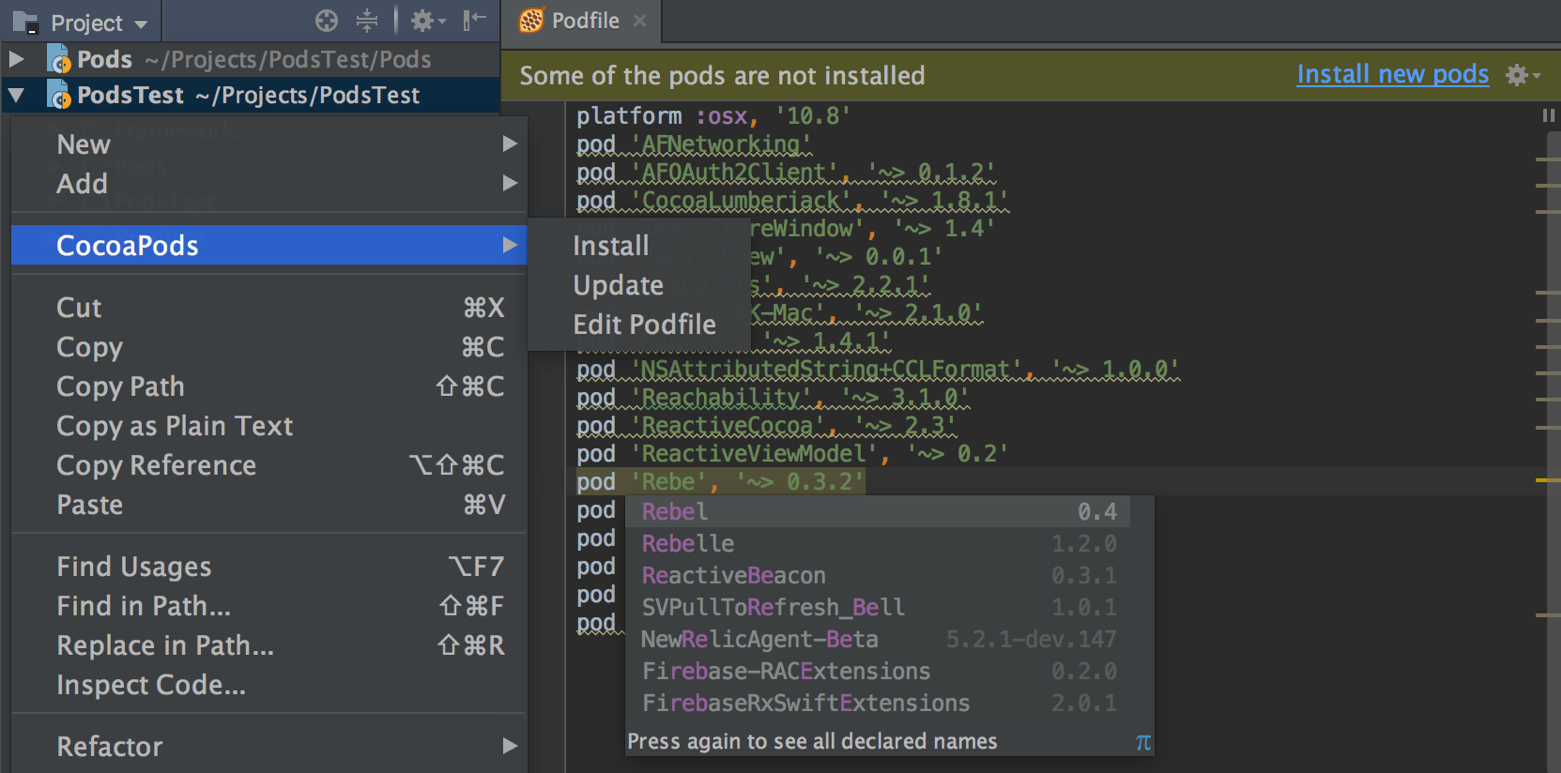 Project
Podfile
Pods ~/Projects/PodsTest/Pods
PodsTest ~/Projects/PodsTest
Some of the pods are not installed
Install new pods
Frameworks
Pods
PodsTest
New
Add
CocoaPods
Cut ⌘X
Copy ⌘C
Copy Path ⇧⌘C
Copy as Plain Text
Copy Reference ⌥⇧⌘C
Paste ⌘V
Find Usages ⌥F7
Find in Path... ⇧⌘F
Replace in Path... ⇧⌘R
Inspect Code...
Refactor
Install
Update
Edit Podfile
platform :osx, '10.8'
pod 'AFNetworking'
pod 'AFOAuth2Client', '~> 0.1.2'
pod 'CocoaLumberjack', '~> 1.8.1'
reWindow', '~> 1.4'
ew', '~> 0.0.1'
s', '~> 2.2.1'
K-Mac', '~> 2.1.0'
'~> 1.4.1'
pod 'NSAttributedString+CCLFormat', '~> 1.0.0'
pod 'Reachability', '~> 3.1.0'
pod 'ReactiveCocoa', '~> 2.3'
pod 'ReactiveViewModel', '~> 0.2'
pod 'Rebe', '~> 0.3.2'
pod
pod
pod
pod
pod
Rebel 0.4
Rebelle 1.2.0
ReactiveBeacon 0.3.1
SVPullToRefresh_Bell 1.0.1
NewRelicAgent-Beta 5.2.1-dev.147
Firebase-RACExtensions 0.2.0
FirebaseRxSwiftExtensions 2.0.1
Press again to see all declared names π